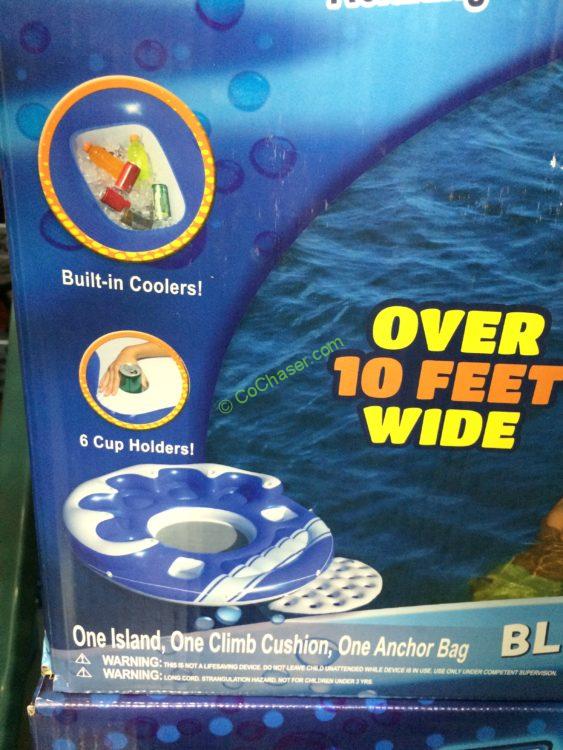 Built-in Coolers!
OVER
10 FEET
WIDE
© CoChaser.com
6 Cup Holders!
One Island, One Climb Cushion, One Anchor Bag
BL
WARNING: THIS IS NOT A LIFESAVING DEVICE. DO NOT LEAVE CHILD UNATTENDED WHILE DEVICE IS IN USE. USE ONLY UNDER COMPETENT SUPERVISION.
WARNING: LONG CORD. STRANGULATION HAZARD. NOT FOR CHILDREN UNDER 3 YRS.